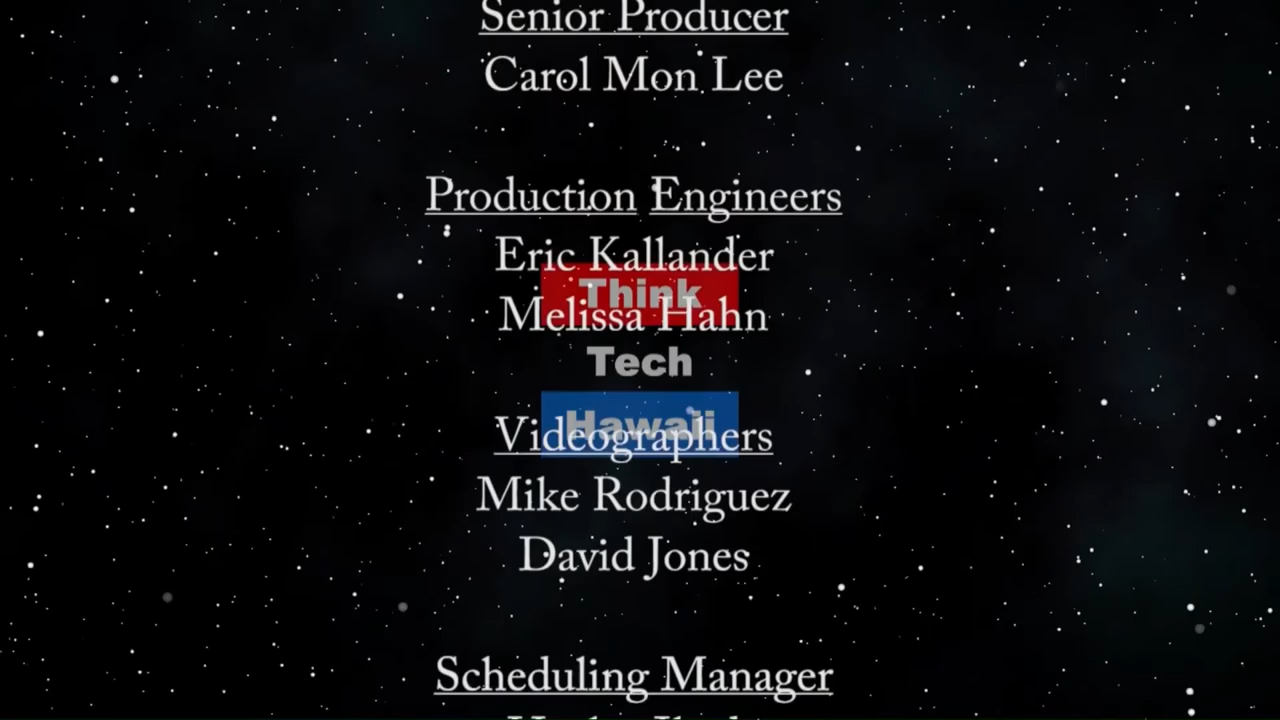 Senior Producer
Carol Mon Lee
Production Engineers
Eric Kallander
Think
Melissa Hahn
Tech
Hawaii
Videographers
Mike Rodriguez
David Jones
Scheduling Manager